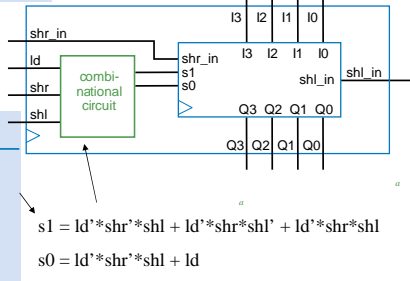 I3 I2 I1 I0
shr_in
I3 I2 I1 I0
ld
shr_in
shl_in
shl_in
combi-
national
circuit
s1
s0
shr
shl
Q3 Q2 Q1 Q0
Q3 Q2 Q1 Q0
a
a
s1 = ld’*shr’*shl + ld’*shr*shl’ + ld’*shr*shl
s0 = ld’*shr’*shl + ld